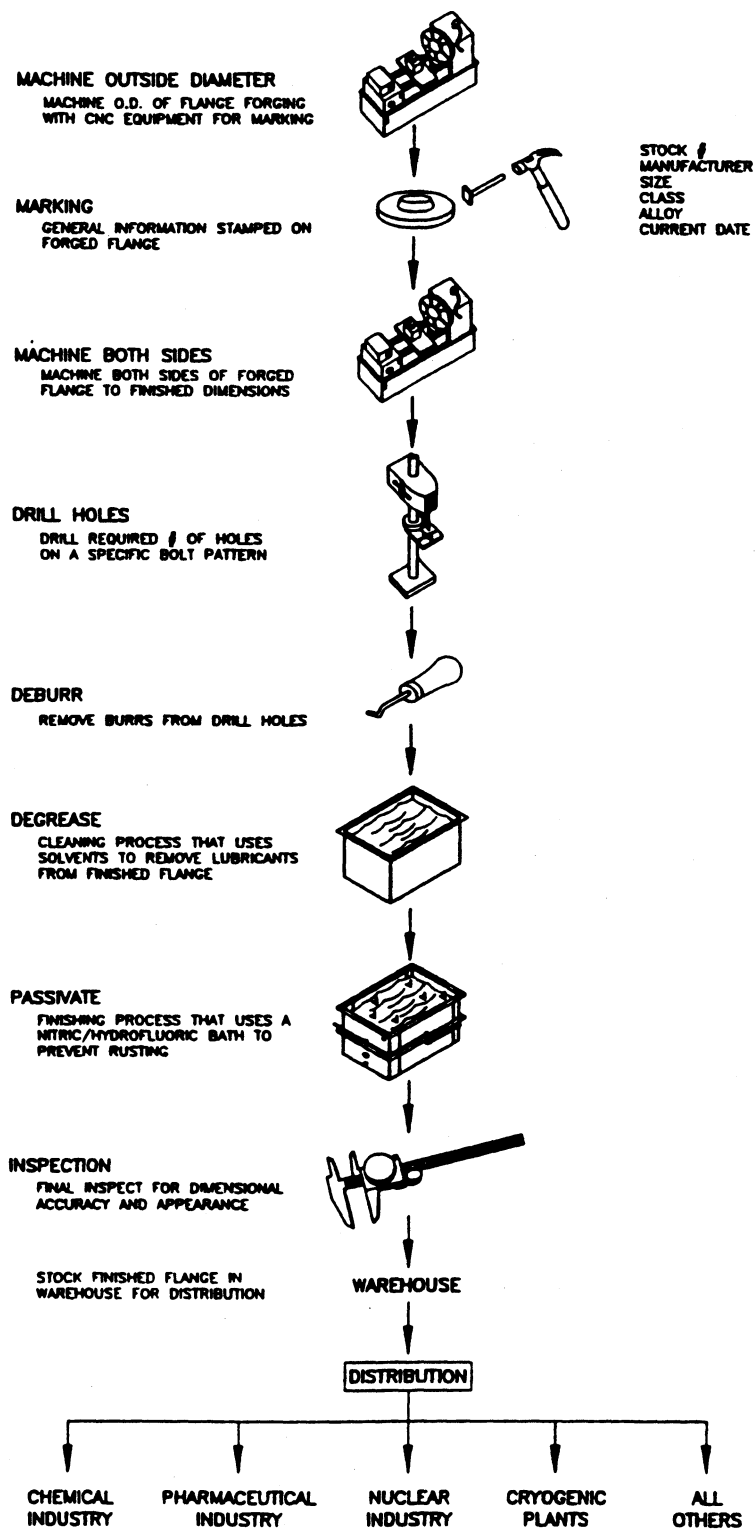 MACHINE OUTSIDE DIAMETER
MACHINE O.D. OF FLANGE FORGING
WITH CNC EQUIPMENT FOR MARKING
STOCK #
MANUFACTURER
SIZE
CLASS
ALLOY
CURRENT DATE
MARKING
GENERAL INFORMATION STAMPED ON
FORGED FLANGE
MACHINE BOTH SIDES
MACHINE BOTH SIDES OF FORGED
FLANGE TO FINISHED DIMENSIONS
DRILL HOLES
DRILL REQUIRED # OF HOLES
ON A SPECIFIC BOLT PATTERN
DEBURR
REMOVE BURRS FROM DRILL HOLES
DEGREASE
CLEANING PROCESS THAT USES
SOLVENTS TO REMOVE LUBRICANTS
FROM FINISHED FLANGE
PASSIVATE
FINISHING PROCESS THAT USES A
NITRIC/HYDROFLUORIC BATH TO
PREVENT RUSTING
INSPECTION
FINAL INSPECT FOR DIMENSIONAL
ACCURACY AND APPEARANCE
STOCK FINISHED FLANGE IN
WAREHOUSE FOR DISTRIBUTION
WAREHOUSE
DISTRIBUTION
CHEMICAL
INDUSTRY
PHARMACEUTICAL
INDUSTRY
NUCLEAR
INDUSTRY
CRYOGENIC
PLANTS
ALL
OTHERS